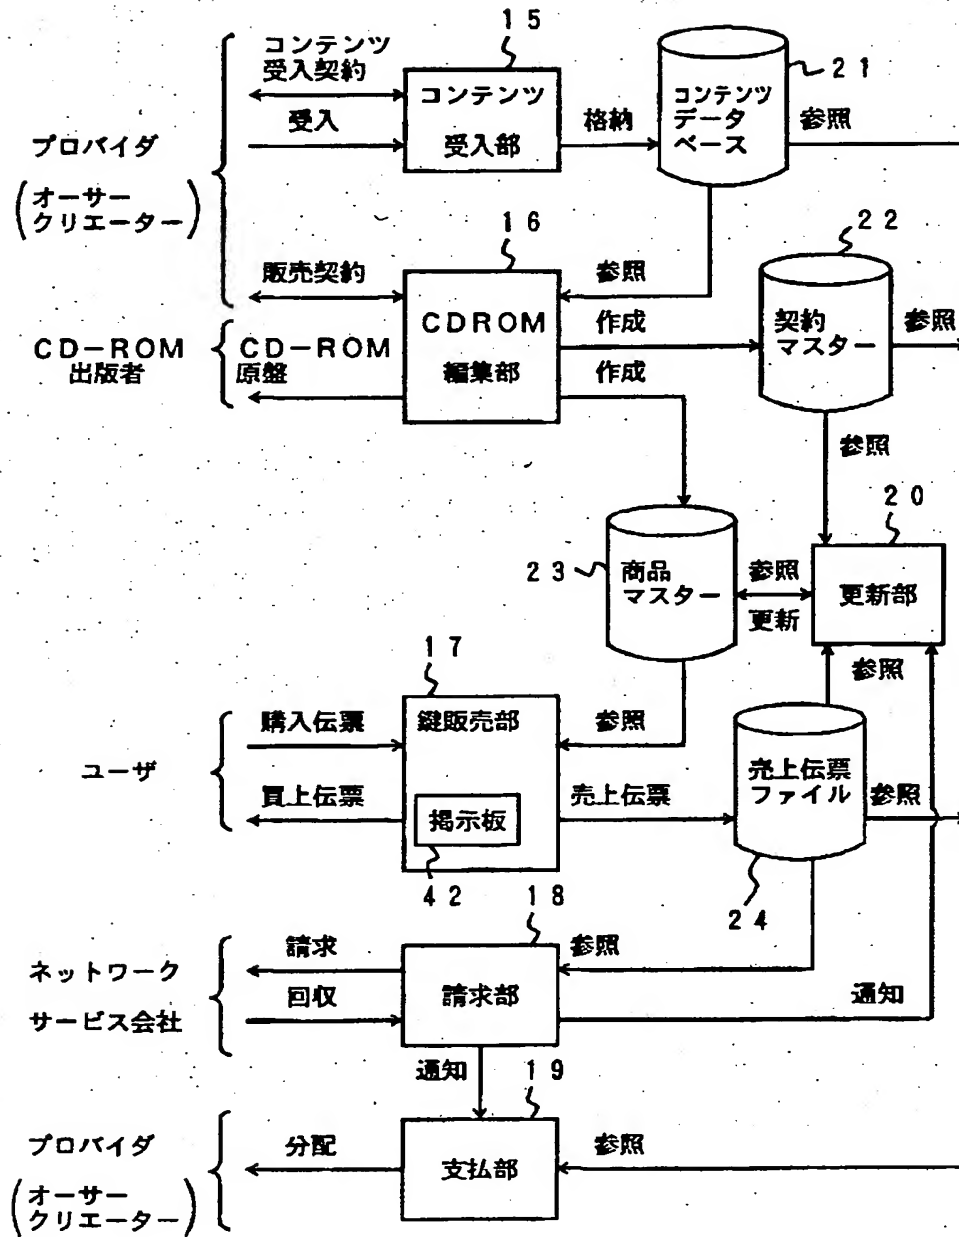 15
コンテンツ
受入契約
受入
コンテンツ
受入部
格納
コンテンツ
データ
ベース
21
参照
プロバイダ
(オーサー
クリエーター)
16
販売契約
参照
22
CDROM
編集部
作成
作成
契約
マスター
参照
CD-ROM
出版者
CD-ROM
原盤
参照
20
23
商品
マスター
参照
更新
更新部
17
参照
ユーザ
購入伝票
買上伝票
鍵販売部
掲示板
42
参照
売上伝票
売上伝票
ファイル
参照
24
18
ネットワーク
サービス会社
請求
回収
請求部
参照
通知
通知
19
プロバイダ
(オーサー
クリエーター)
分配
支払部
参照